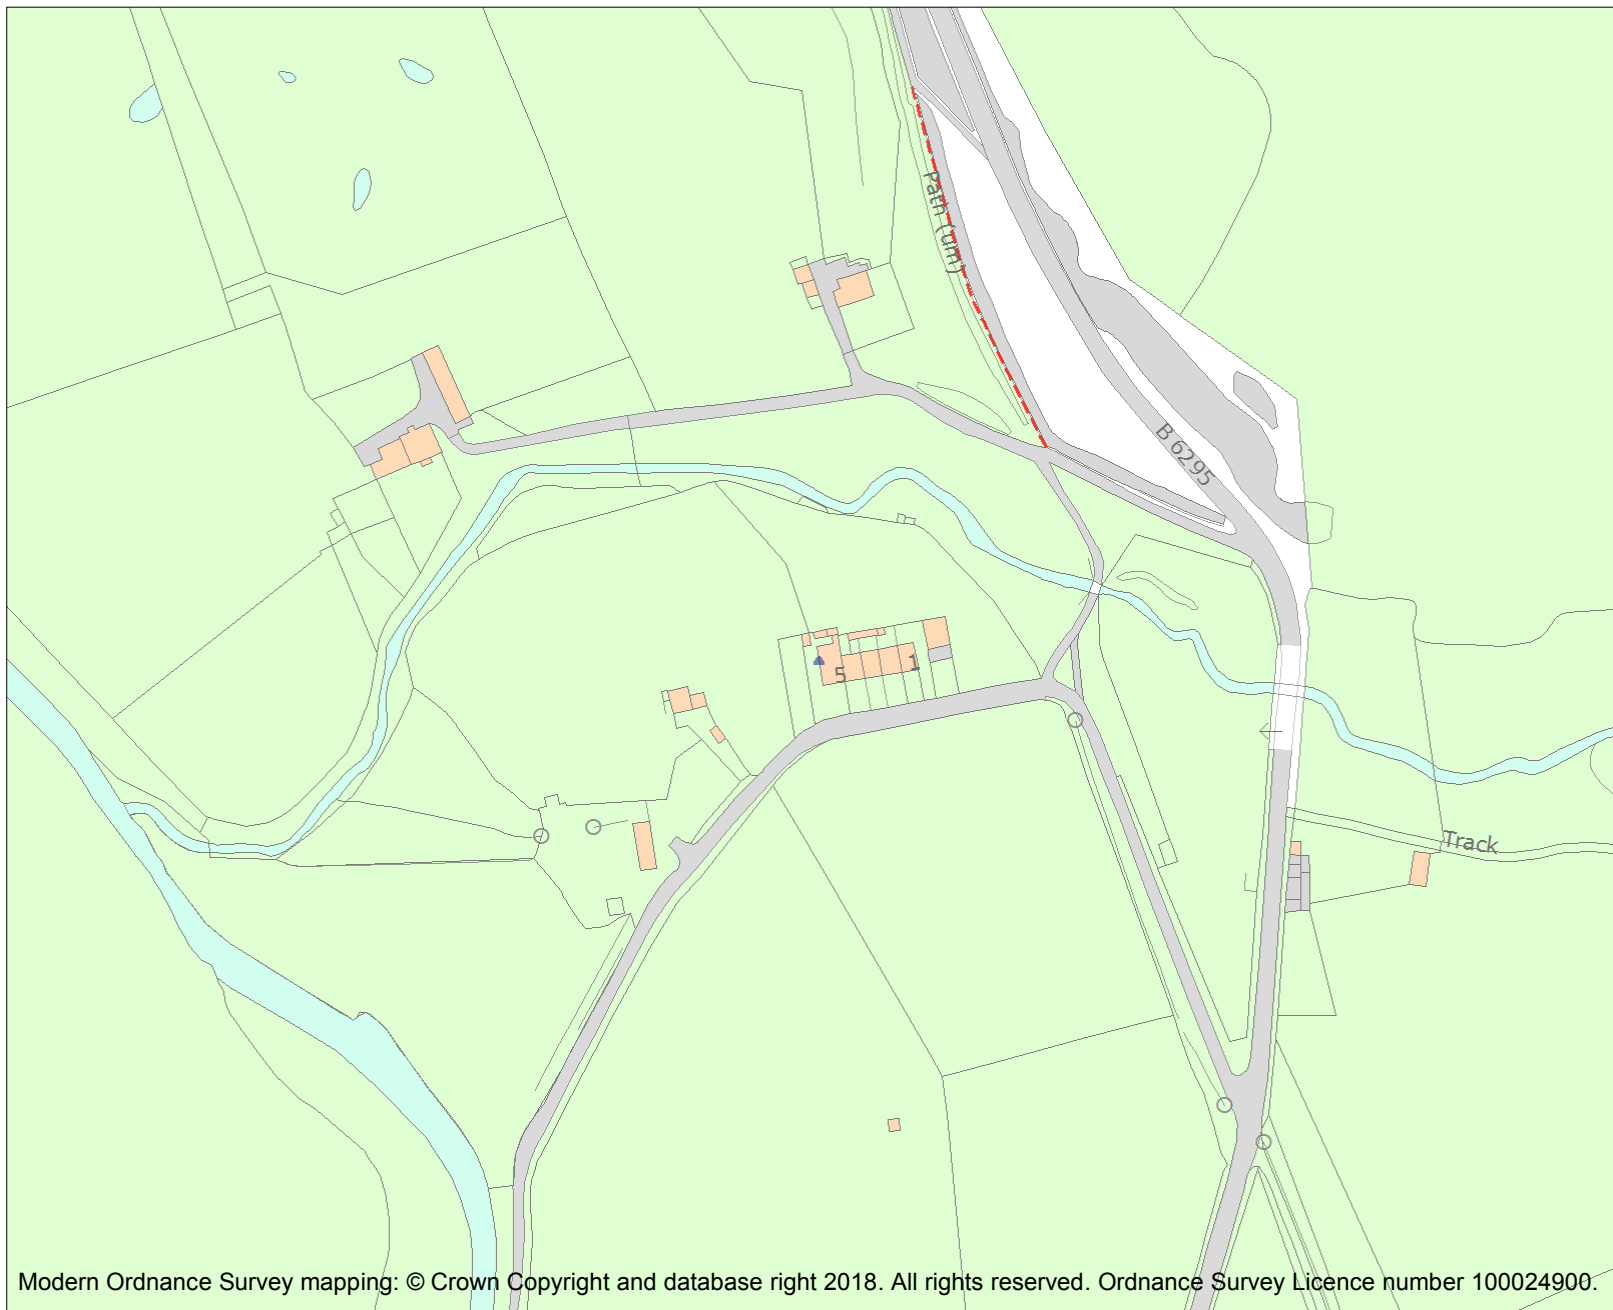 Path (um)
B 6295
1
5
Track
Modern Ordnance Survey mapping: © Crown Copyright and database right 2018. All rights reserved. Ordnance Survey Licence number 100024900.